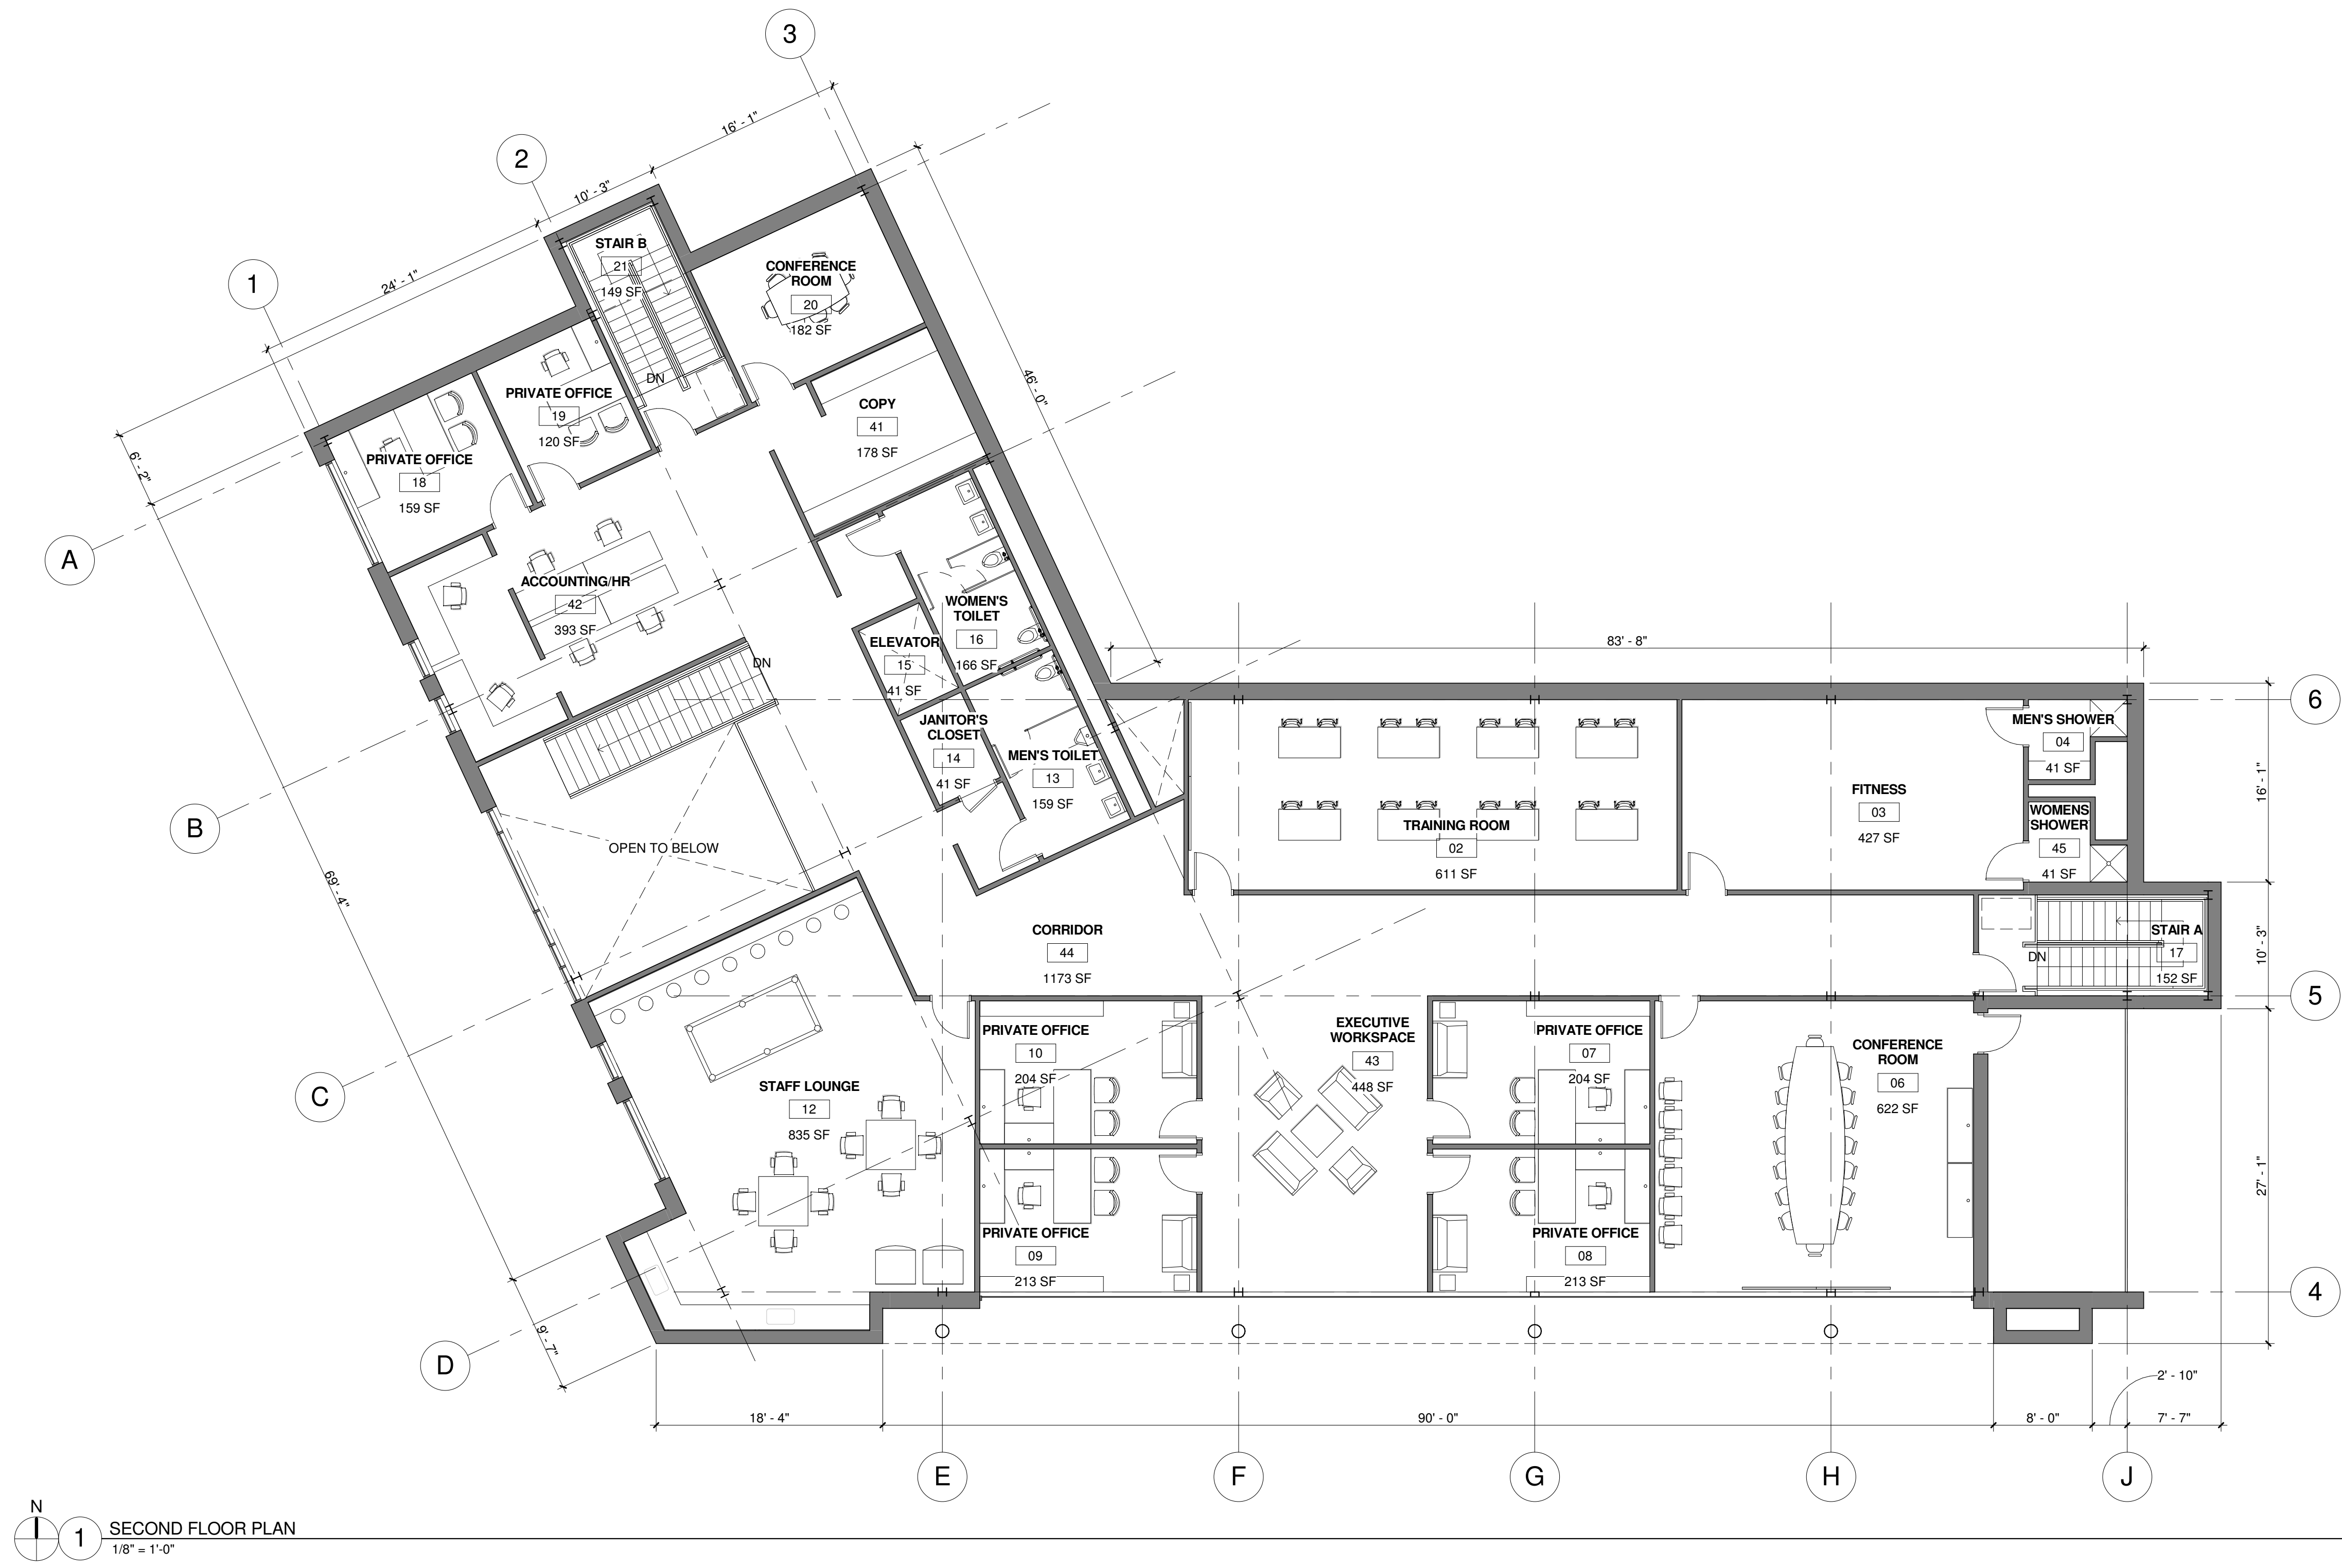 3
16' - 1"
2
10' - 3"
1
24' - 1"
STAIR B
21
149 SF
DN
CONFERENCE
ROOM
20
182 SF
46' - 0"
PRIVATE OFFICE
19
120 SF
COPY
41
178 SF
6' - 2"
PRIVATE OFFICE
18
159 SF
A
ACCOUNTING/HR
42
393 SF
WOMEN'S
TOILET
16
166 SF
ELEVATOR
15
41 SF
DN
83' - 8"
6
JANITOR'S
CLOSET
14
41 SF
MEN'S TOILET
13
159 SF
MEN'S SHOWER
04
41 SF
16' - 1"
FITNESS
03
427 SF
WOMENS
SHOWER
45
41 SF
TRAINING ROOM
02
611 SF
B
OPEN TO BELOW
69' - 4"
CORRIDOR
44
1173 SF
STAIR A
17
152 SF
DN
10' - 3"
5
PRIVATE OFFICE
10
204 SF
EXECUTIVE
WORKSPACE
43
448 SF
PRIVATE OFFICE
07
204 SF
CONFERENCE
ROOM
06
622 SF
C
STAFF LOUNGE
12
835 SF
27' - 1"
PRIVATE OFFICE
09
213 SF
PRIVATE OFFICE
08
213 SF
4
D
9' - 7"
2' - 10"
18' - 4"
90' - 0"
8' - 0"
7' - 7"
E
F
G
H
J
N
1
SECOND FLOOR PLAN
1/8" = 1'-0"